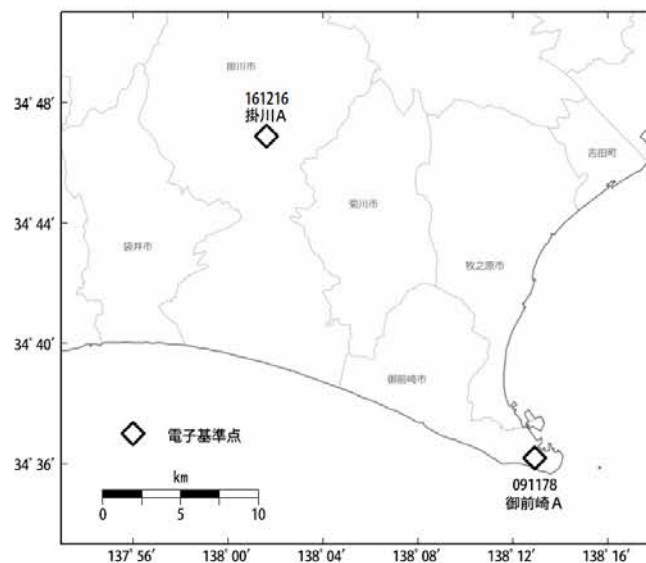 掛川市
34°48′
161216
掛川A
吉田町
菊川市
34°44′
袋井市
牧之原市
34°40′
御前崎市
電子基準点
34°36′
km
0 5 10
091178
御前崎A
137°56′ 138°00′ 138°04′ 138°08′ 138°12′ 138°16′